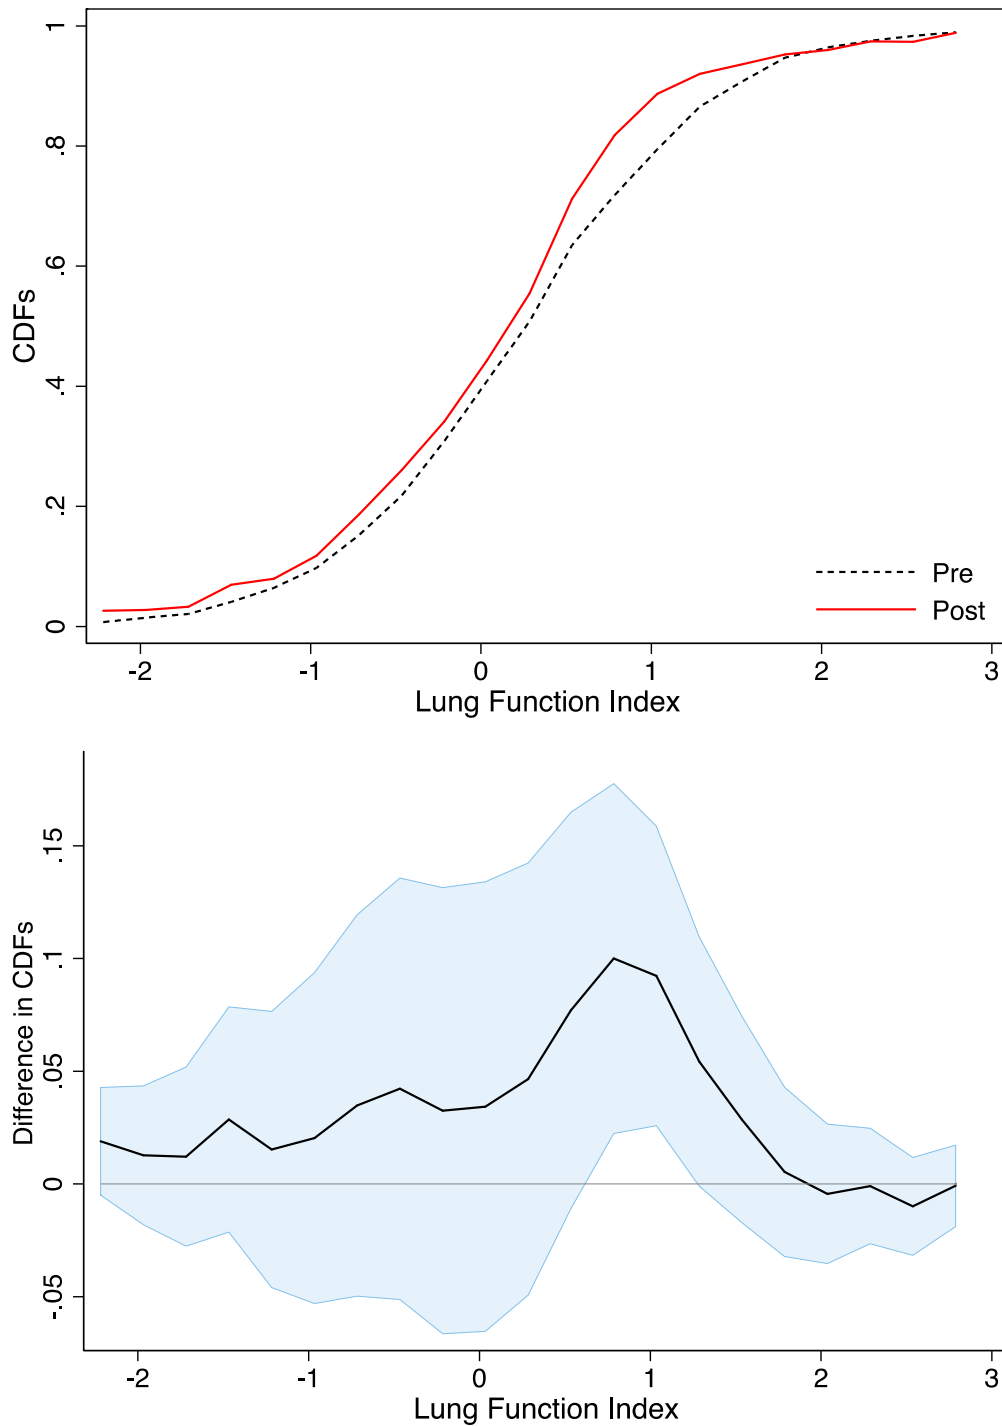 1
.8
.6
.4
.2
0
CDFs
Pre
Post
-2 -1 0 1 2 3
Lung Function Index
.15
.1
.05
0
-.05
Difference in CDFs
-2 -1 0 1 2 3
Lung Function Index